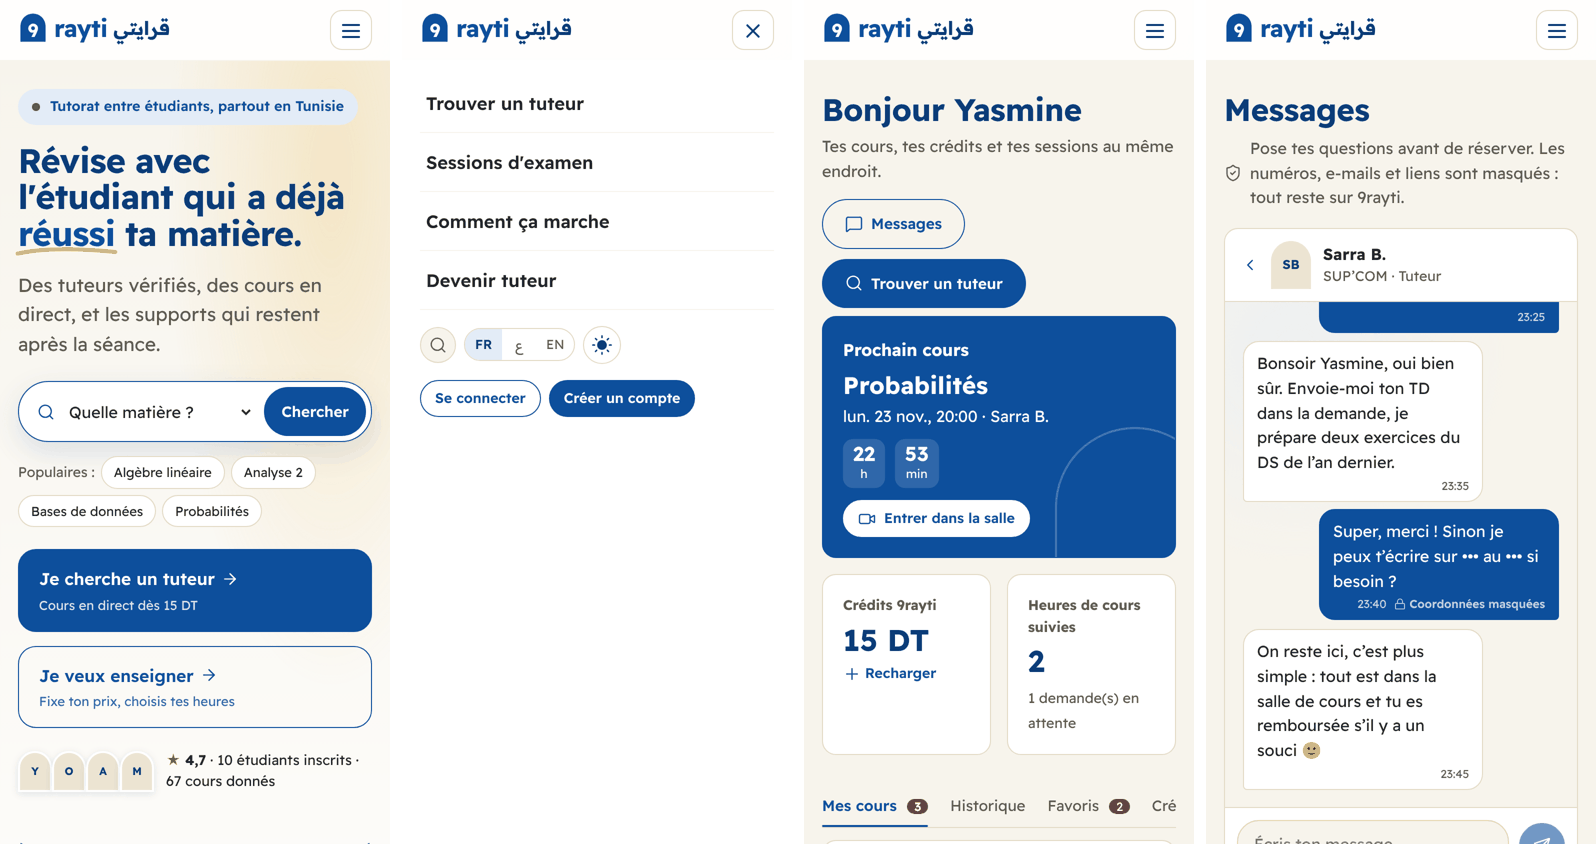 9 rayti قرايتي
Tutorat entre étudiants, partout en Tunisie
Révise avec
l'étudiant qui a déjà
réussi ta matière.
Des tuteurs vérifiés, des cours en
direct, et les supports qui restent
après la séance.
Quelle matière ?
Chercher
Populaires :
Algèbre linéaire
Analyse 2
Bases de données
Probabilités
Je cherche un tuteur →
Cours en direct dès 15 DT
Je veux enseigner →
Fixe ton prix, choisis tes heures
Y O A M
★ 4,7 · 10 étudiants inscrits ·
67 cours donnés
9 rayti قرايتي
Trouver un tuteur
Sessions d'examen
Comment ça marche
Devenir tuteur
FR ع EN
Se connecter
Créer un compte
9 rayti قرايتي
Bonjour Yasmine
Tes cours, tes crédits et tes sessions au même
endroit.
Messages
Trouver un tuteur
Prochain cours
Probabilités
lun. 23 nov., 20:00 · Sarra B.
22 53
h min
Entrer dans la salle
Crédits 9rayti
15 DT
+ Recharger
Heures de cours
suivies
2
1 demande(s) en
attente
Mes cours 3 Historique Favoris 2 Cré
9 rayti قرايتي
Messages
Pose tes questions avant de réserver. Les
numéros, e-mails et liens sont masqués :
tout reste sur 9rayti.
SB
Sarra B.
SUP’COM · Tuteur
23:25
Bonsoir Yasmine, oui bien
sûr. Envoie-moi ton TD
dans la demande, je
prépare deux exercices du
DS de l’an dernier.
23:35
Super, merci ! Sinon je
peux t’écrire sur ••• au ••• si
besoin ?
23:40 Coordonnées masquées
On reste ici, c’est plus
simple : tout est dans la
salle de cours et tu es
remboursée s’il y a un
souci 🙂
23:45
Écris ton message